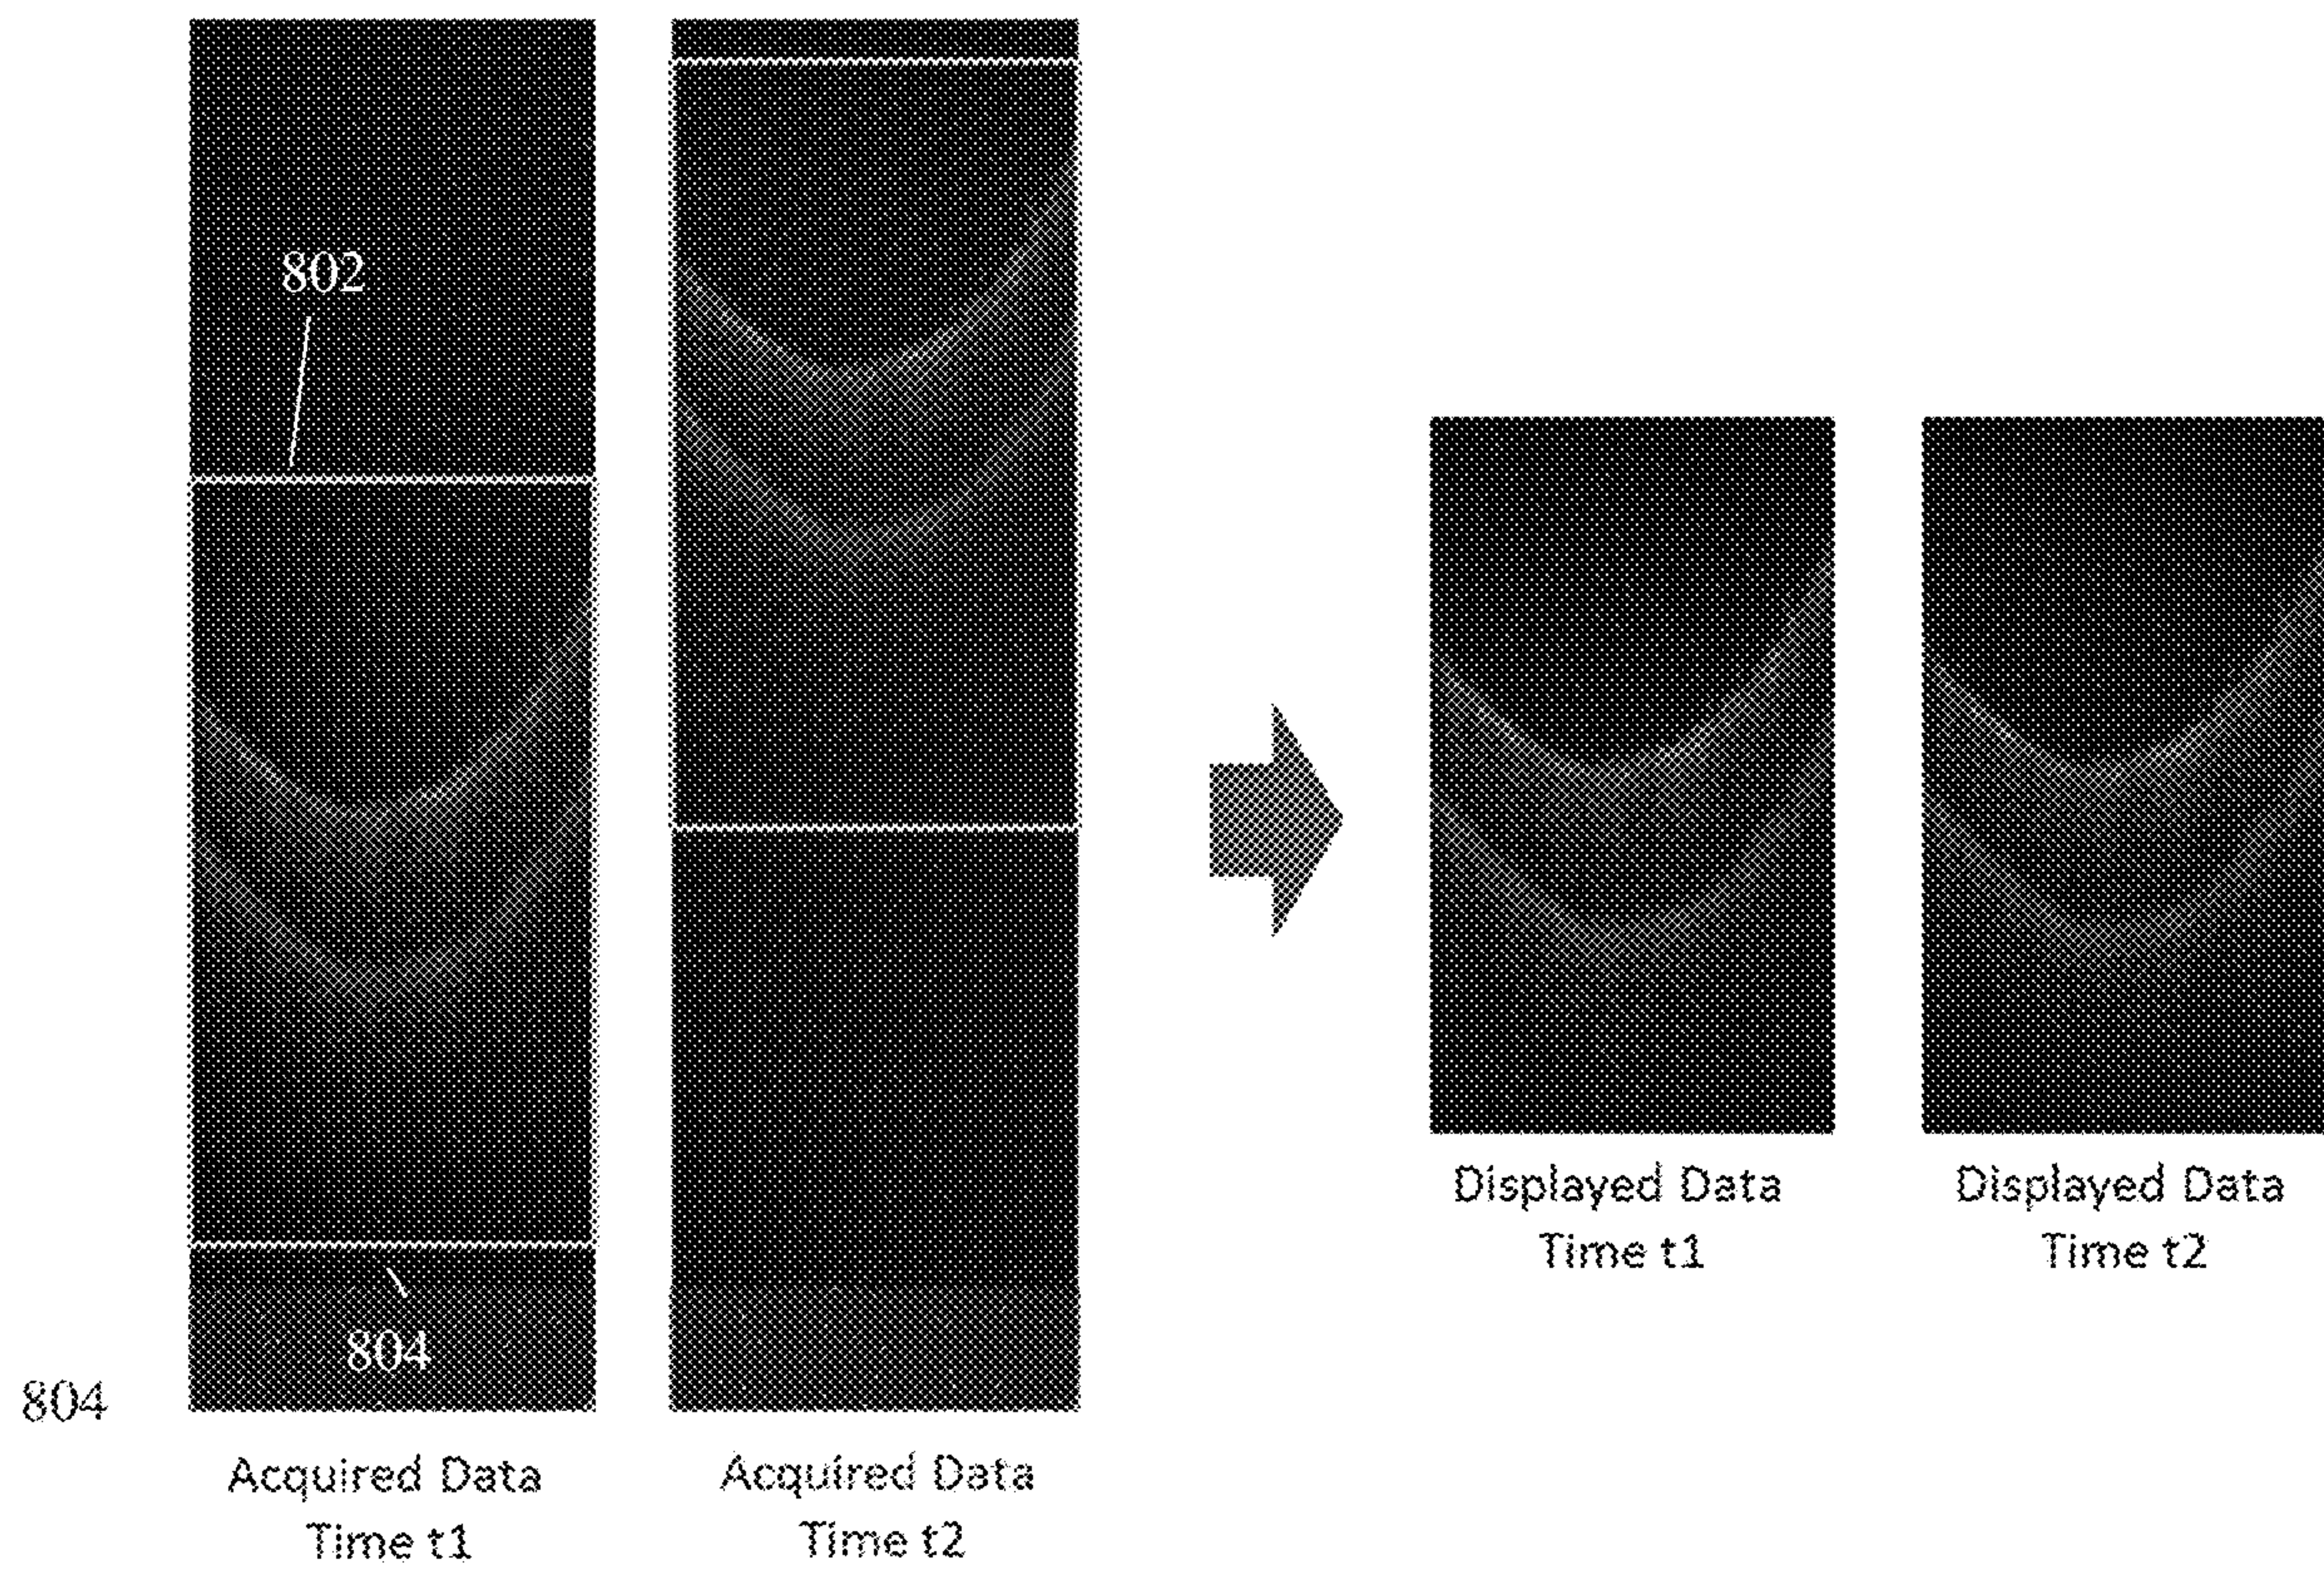 802
804
804
Acquired Data
Time t1
Acquired Data
Time t2
Displayed Data
Time t1
Displayed Data
Time t2